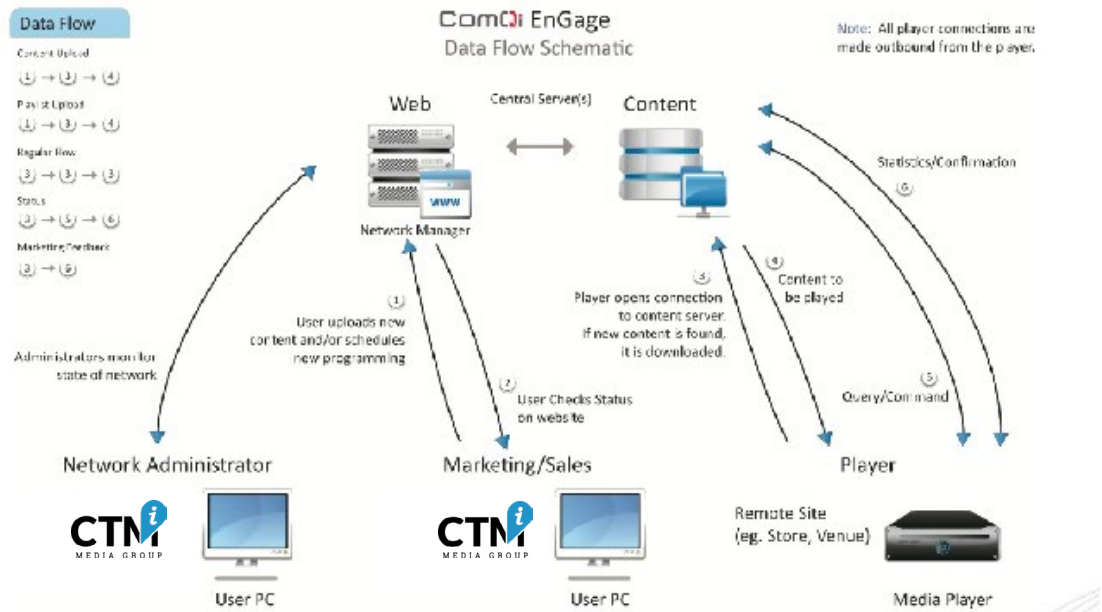 Data Flow
Content Upload
1 → 3 → 4
Playlist Upload
1 → 3 → 4
Regular Flow
3 → 3 → 3
Status
3 → 5 → 6
Marketing Feedback
3 → 6
ComQi EnGage
Data Flow Schematic
Note: All player connections are
made outbound from the player.
Web
Central Server(s)
Content
WWW
Network Manager
Statistics/Confirmation
6
1
User uploads new
content and/or schedules
new programming
3
Player opens connection
to content server.
If new content is found,
it is downloaded.
4
Content to
be played
Administrators monitor
state of network
2
User Checks Status
on website
5
Query/Command
Network Administrator
Marketing/Sales
Player
CTM i
MEDIA GROUP
User PC
CTM i
MEDIA GROUP
User PC
Remote Site
(eg. Store, Venue)
Media Player